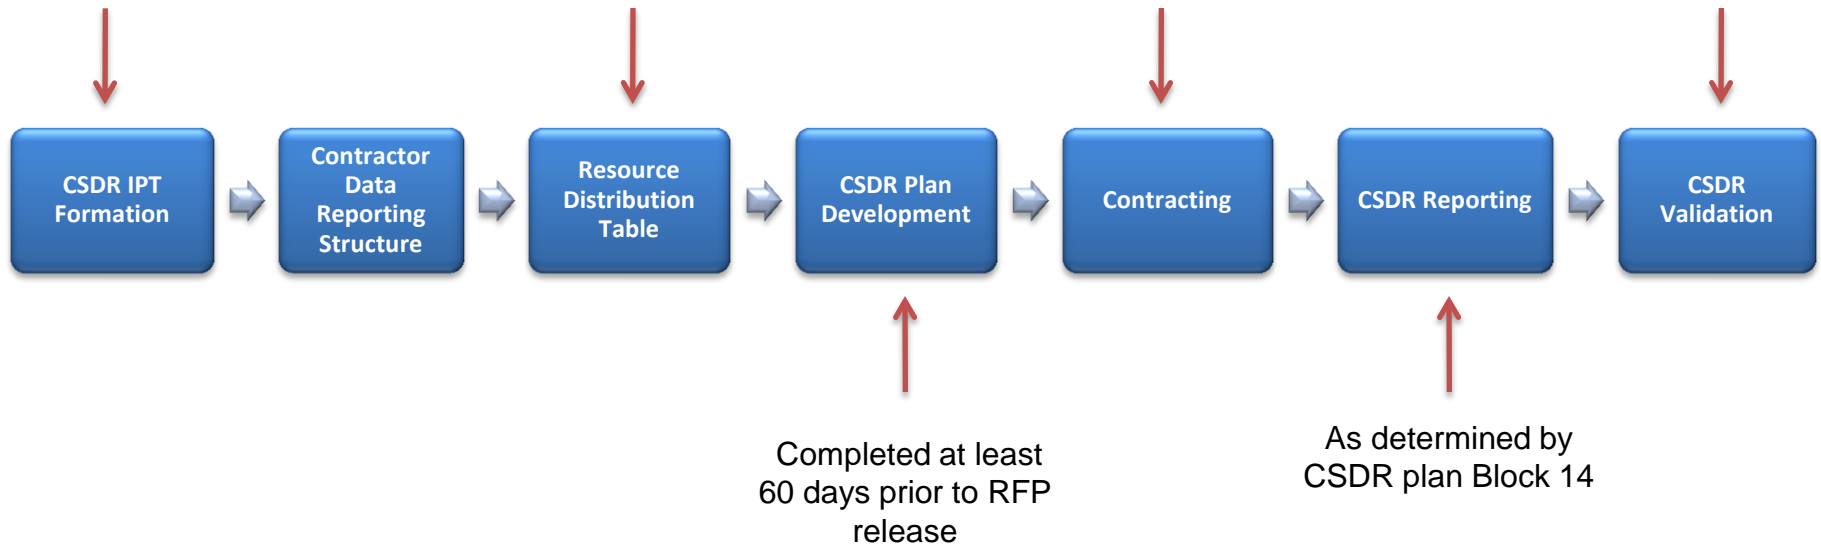 CSDR IPT
Formation
Contractor
Data
Reporting
Structure
Resource
Distribution
Table
CSDR Plan
Development
Contracting
CSDR Reporting
CSDR
Validation
Completed at least
60 days prior to RFP
release
As determined by
CSDR plan Block 14